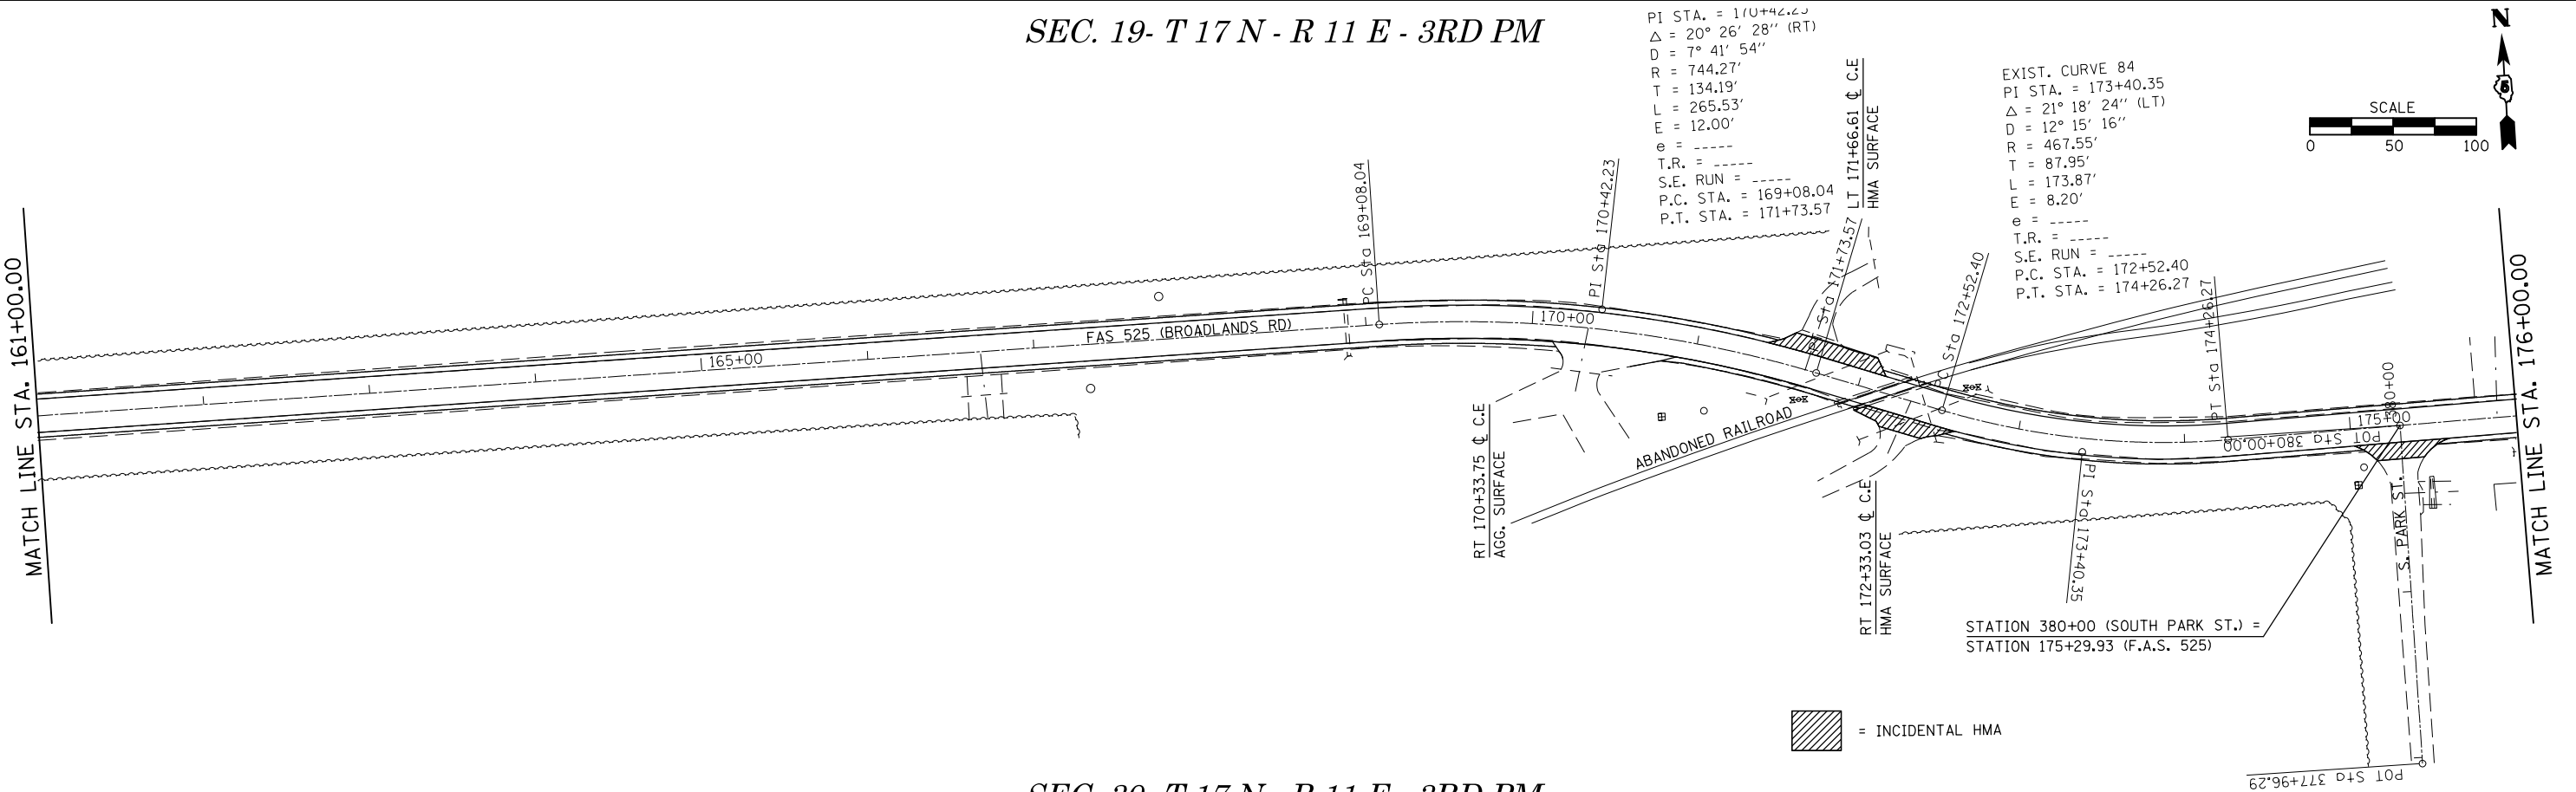 SEC. 19- T 17 N - R 11 E - 3RD PM
PI STA. = 170+42.23
Δ = 20° 26' 28'' (RT)
D = 7° 41' 54''
R = 744.27'
T = 134.19'
L = 265.53'
E = 12.00'
e = -----
T.R. = -----
S.E. RUN = -----
P.C. STA. = 169+08.04
P.T. STA. = 171+73.57
LT 171+66.61 ℄ C.E
HMA SURFACE
EXIST. CURVE 84
PI STA. = 173+40.35
Δ = 21° 18' 24'' (LT)
D = 12° 15' 16''
R = 467.55'
T = 87.95'
L = 173.87'
E = 8.20'
e = -----
T.R. = -----
S.E. RUN = -----
P.C. STA. = 172+52.40
P.T. STA. = 174+26.27
N
SCALE
0 50 100
MATCH LINE STA. 161+00.00
165+00
FAS 525 (BROADLANDS RD)
PC Sta 169+08.04
170+00
PI Sta 170+42.23
Sta 171+73.57
C Sta 172+52.40
T Sta 174+26.27
175+00
380+00
POT Sta 380+00.00
MATCH LINE STA. 176+00.00
RT 170+33.75 ℄ C.E
AGG. SURFACE
ABANDONED RAILROAD
RT 172+33.03 ℄ C.E
HMA SURFACE
PI Sta 173+40.35
S. PARK ST.
STATION 380+00 (SOUTH PARK ST.) =
STATION 175+29.93 (F.A.S. 525)
= INCIDENTAL HMA
POT Sta 377+96.29
SEC. 30- T 17 N - R 11 E - 3RD PM